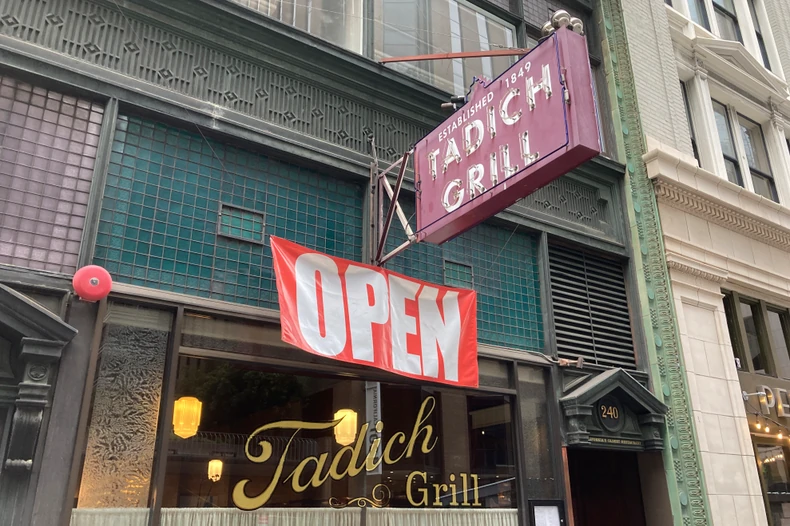 ESTABLISHED 1849
TADICH
GRILL
OPEN
Tadich
Grill
240